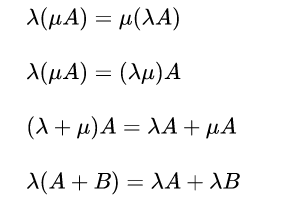 λ(μA) = μ(λA)
λ(μA) = (λμ)A
(λ + μ)A = λA + μA
λ(A + B) = λA + λB